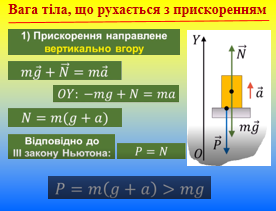 Вага тіла, що рухається з прискоренням
1) Прискорення направлене
вертикально вгору
m\vec{g} + \vec{N} = m\vec{a}
OY: −mg + N = ma
N = m(g + a)
Відповідно до
ІІІ закону Ньютона:
P = N
P = m(g + a) > mg
Y
\vec{N}
\vec{a}
m\vec{g}
\vec{P}
O